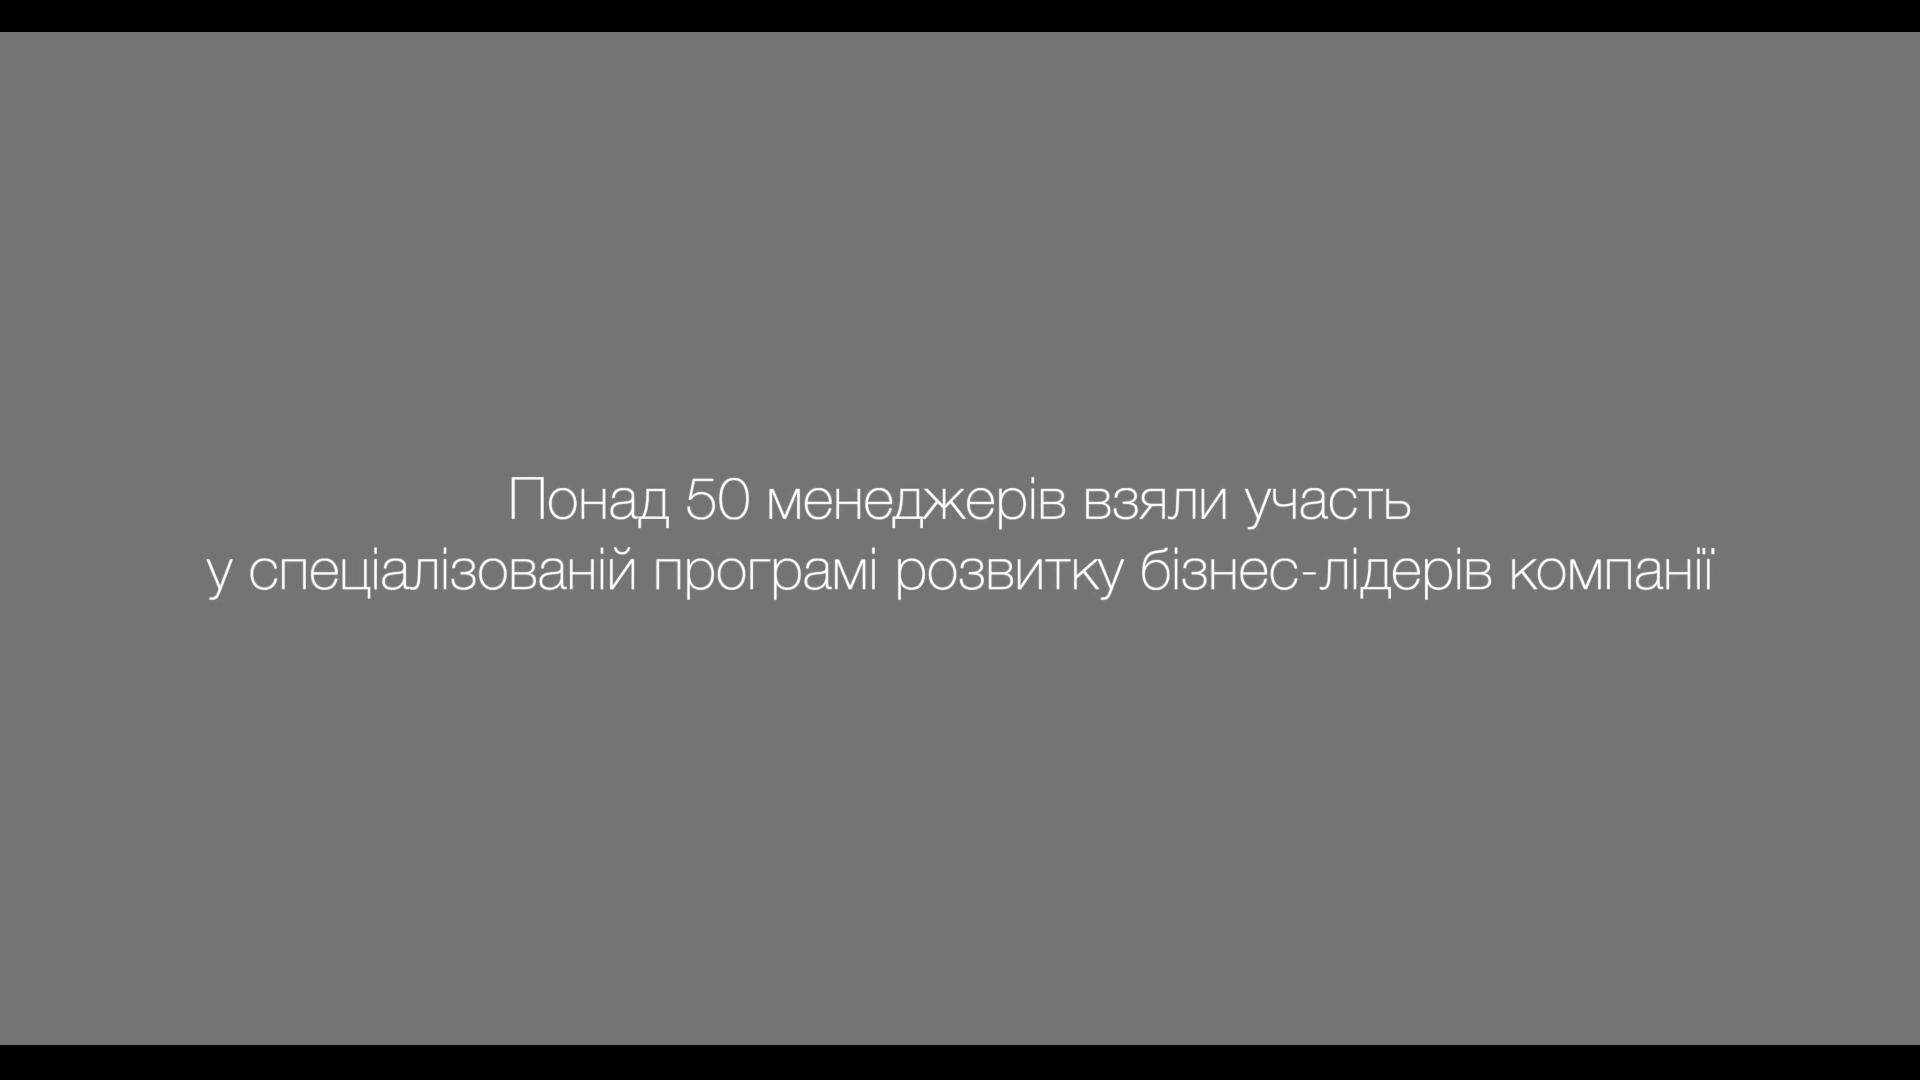 Понад 50 менеджерів взяли участь
у спеціалізованій програмі розвитку бізнес-лідерів компанії